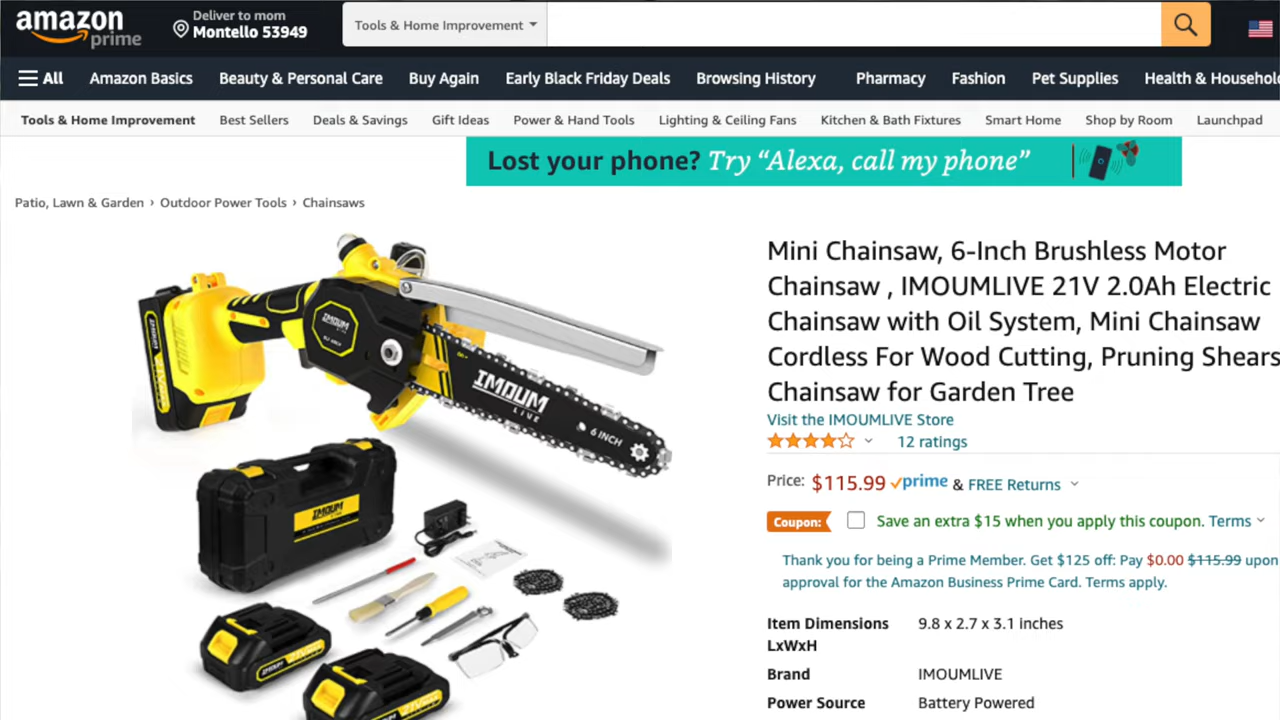 amazon
prime
Deliver to mom
Montello 53949
Tools & Home Improvement
All Amazon Basics Beauty & Personal Care Buy Again Early Black Friday Deals Browsing History Pharmacy Fashion Pet Supplies Health & Household
Tools & Home Improvement Best Sellers Deals & Savings Gift Ideas Power & Hand Tools Lighting & Ceiling Fans Kitchen & Bath Fixtures Smart Home Shop by Room Launchpad
Lost your phone? Try “Alexa, call my phone”
Patio, Lawn & Garden › Outdoor Power Tools › Chainsaws
IMOUM
IMOUM
LIVE
6 INCH
IMOUM
Mini Chainsaw, 6-Inch Brushless Motor
Chainsaw , IMOUMLIVE 21V 2.0Ah Electric
Chainsaw with Oil System, Mini Chainsaw
Cordless For Wood Cutting, Pruning Shears
Chainsaw for Garden Tree
Visit the IMOUMLIVE Store
12 ratings
Price: $115.99 prime & FREE Returns
Coupon: Save an extra $15 when you apply this coupon. Terms
Thank you for being a Prime Member. Get $125 off: Pay $0.00 $115.99 upon
approval for the Amazon Business Prime Card. Terms apply.
Item Dimensions 9.8 x 2.7 x 3.1 inches
LxWxH
Brand IMOUMLIVE
Power Source Battery Powered